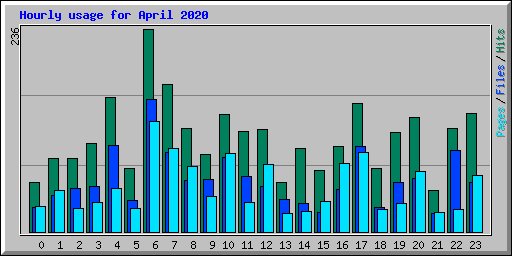 Hourly usage for April 2020
236
Pages / Files / Hits
0 1 2 3 4 5 6 7 8 9 10 11 12 13 14 15 16 17 18 19 20 21 22 23